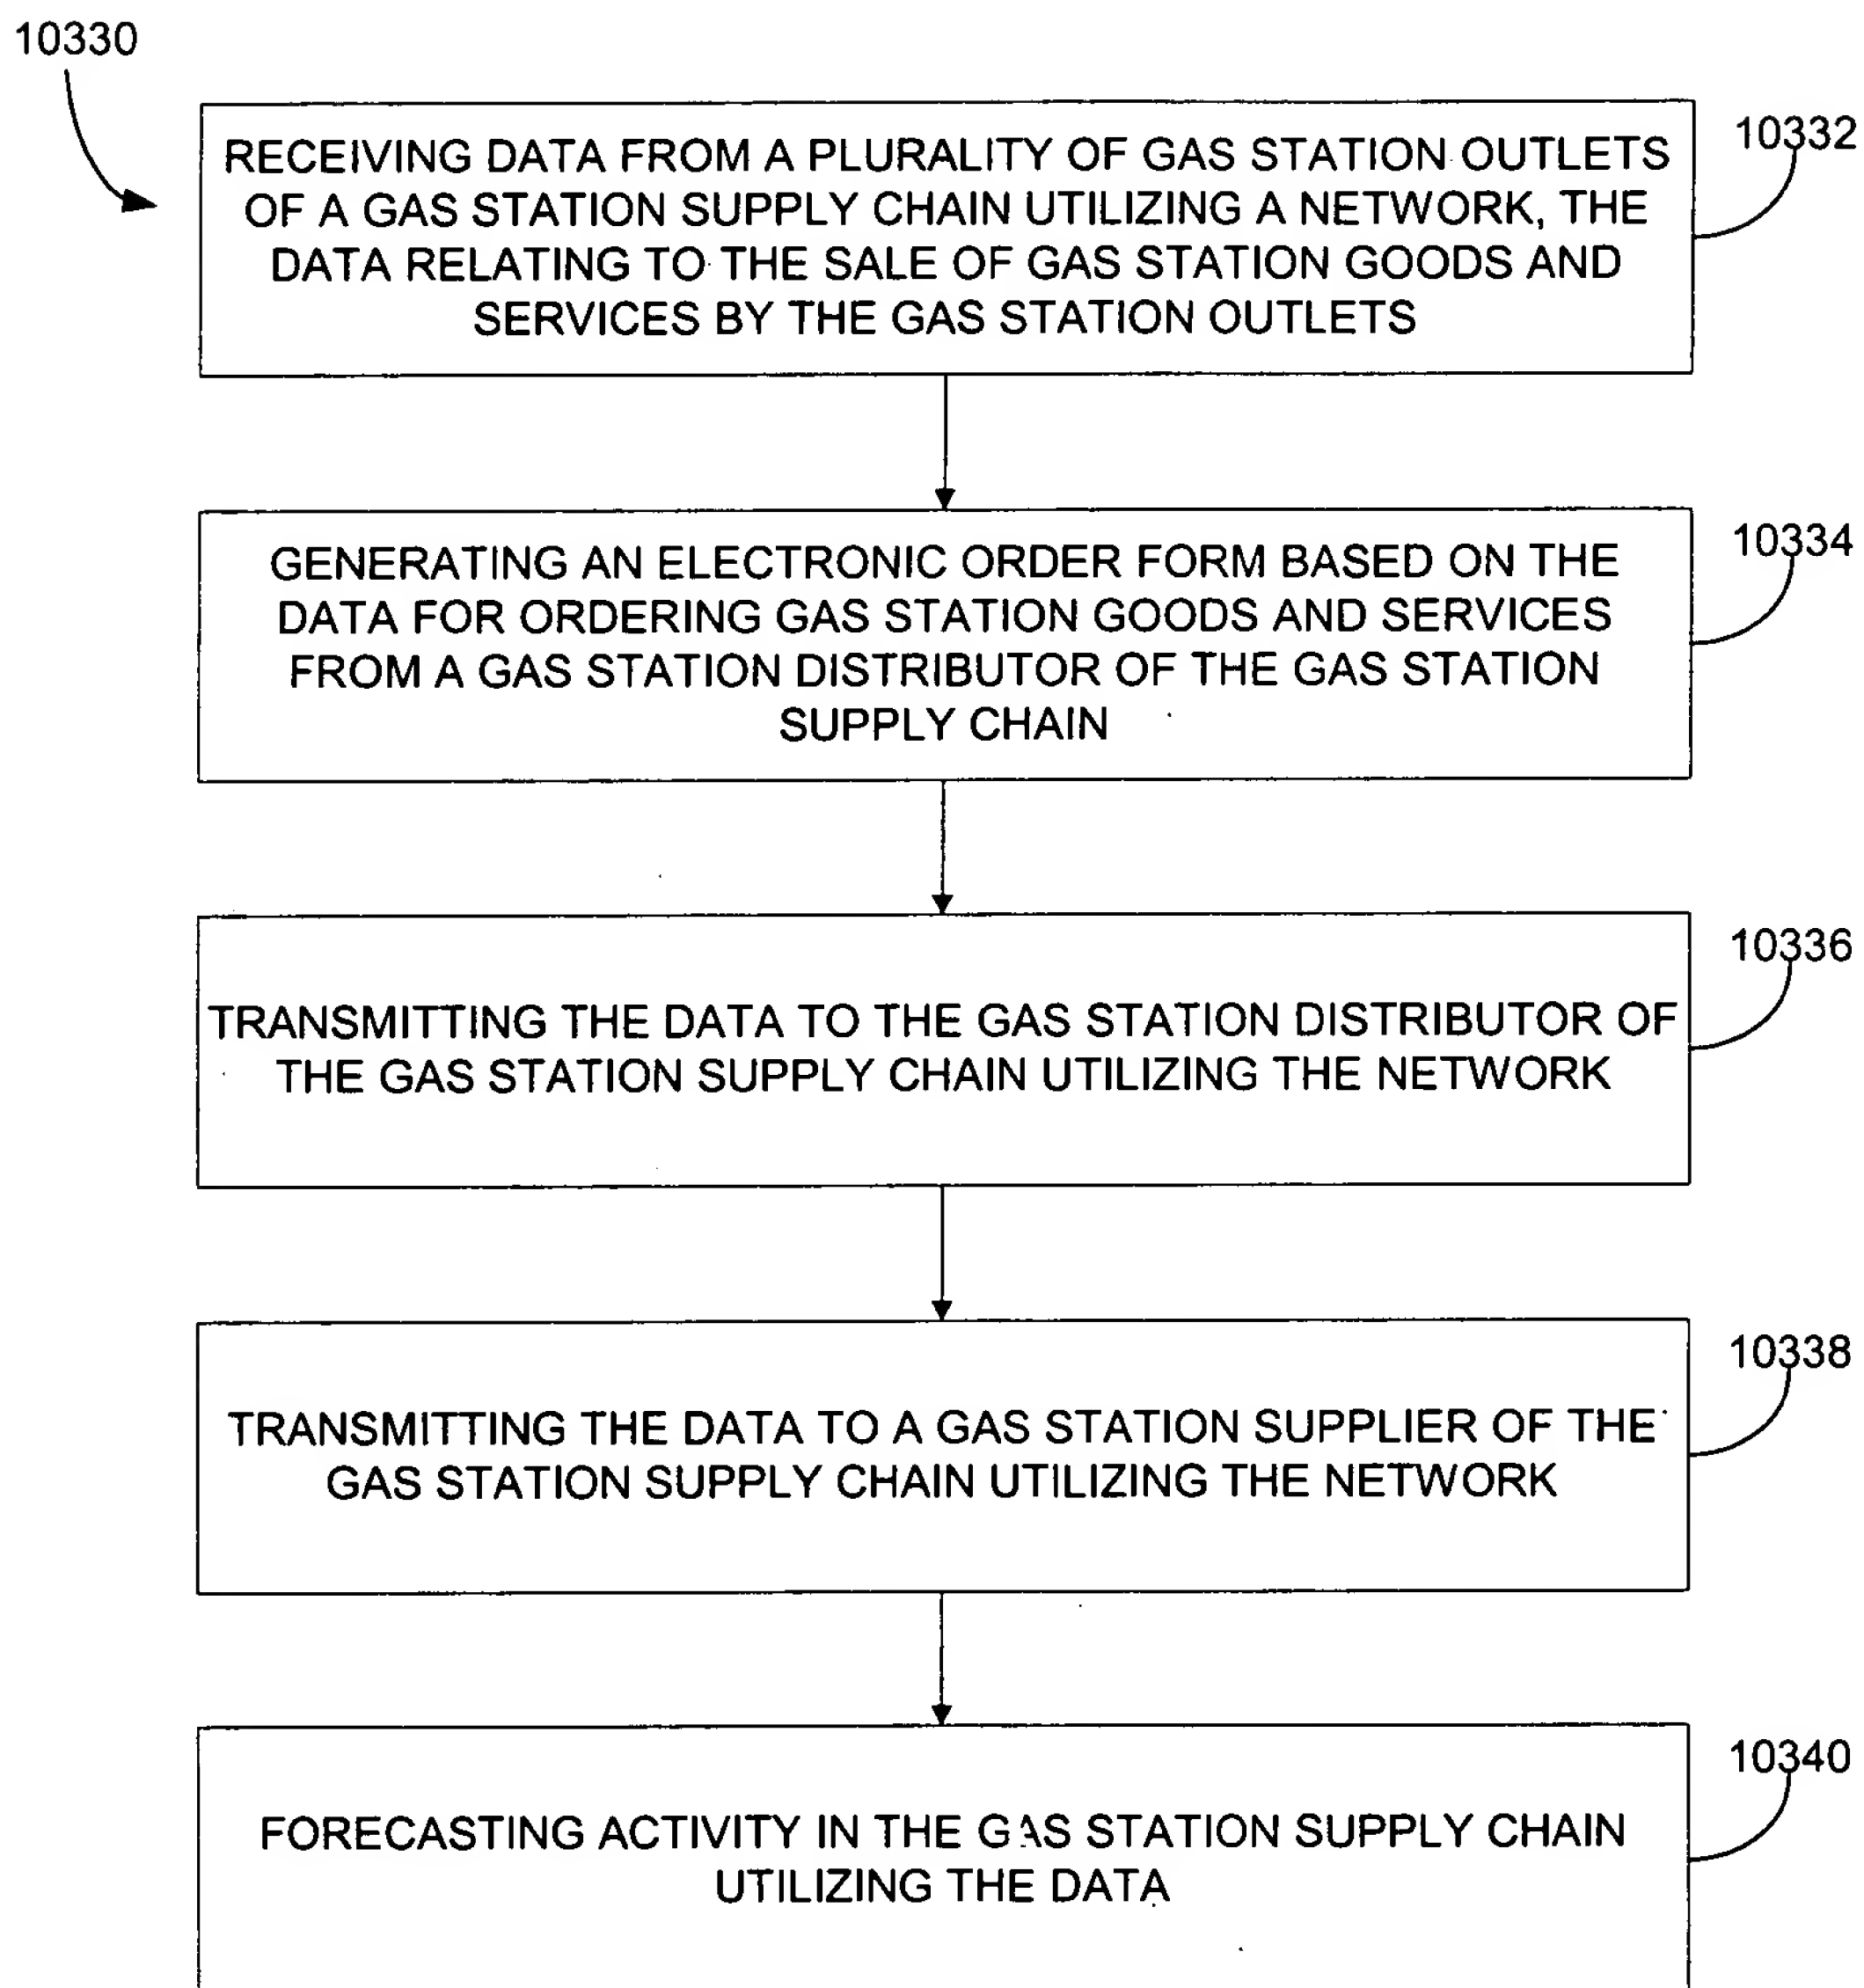 10330
10332
RECEIVING DATA FROM A PLURALITY OF GAS STATION OUTLETS
OF A GAS STATION SUPPLY CHAIN UTILIZING A NETWORK, THE
DATA RELATING TO THE SALE OF GAS STATION GOODS AND
SERVICES BY THE GAS STATION OUTLETS
10334
GENERATING AN ELECTRONIC ORDER FORM BASED ON THE
DATA FOR ORDERING GAS STATION GOODS AND SERVICES
FROM A GAS STATION DISTRIBUTOR OF THE GAS STATION
SUPPLY CHAIN
10336
TRANSMITTING THE DATA TO THE GAS STATION DISTRIBUTOR OF
THE GAS STATION SUPPLY CHAIN UTILIZING THE NETWORK
10338
TRANSMITTING THE DATA TO A GAS STATION SUPPLIER OF THE
GAS STATION SUPPLY CHAIN UTILIZING THE NETWORK
10340
FORECASTING ACTIVITY IN THE GAS STATION SUPPLY CHAIN
UTILIZING THE DATA